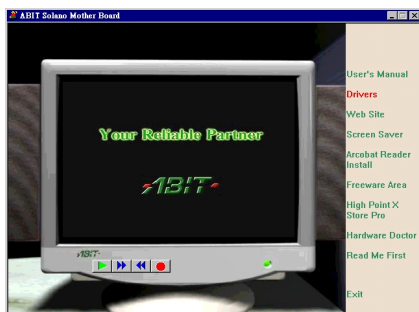 ABIT Solano Mother Board
Your Reliable Partner
ABIT
ABIT
User's Manual
Drivers
Web Site
Screen Saver
Arcobat Reader
Install
Freeware Area
High Point X
Store Pro
Hardware Doctor
Read Me First
Exit